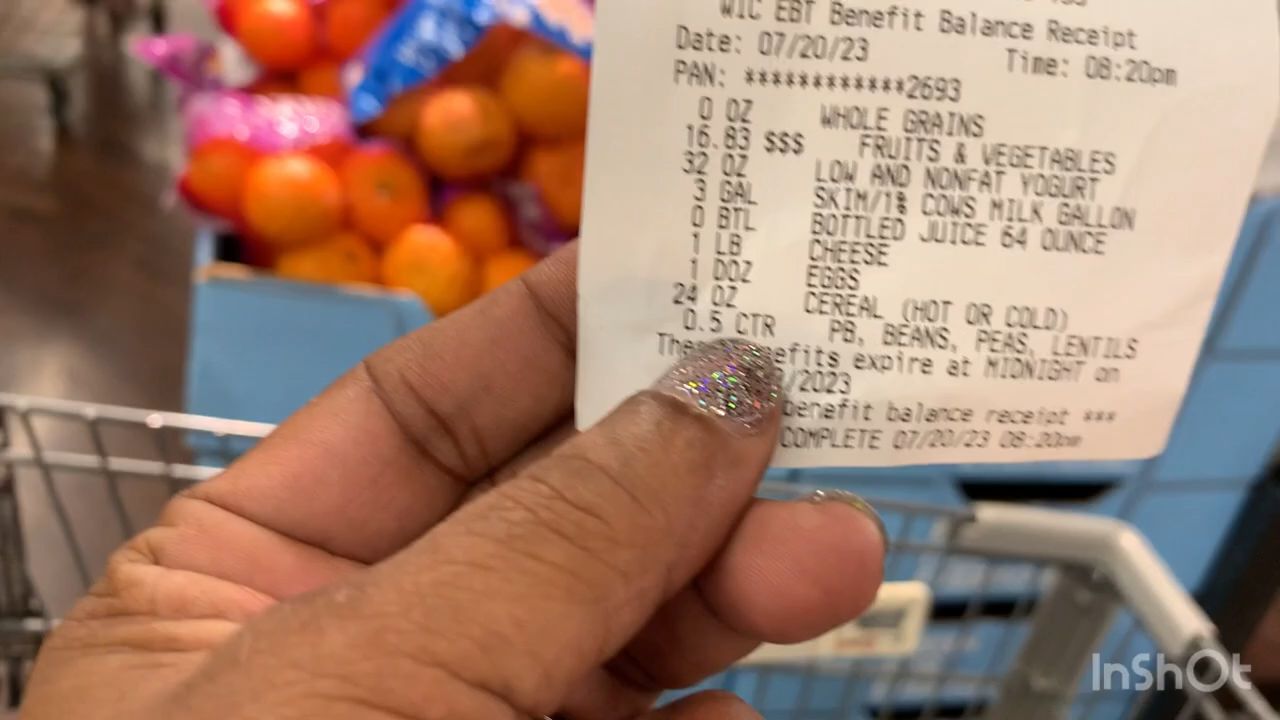 WIC EBT Benefit Balance Receipt
Date: 07/20/23 Time: 08:20pm
PAN: ************2693
0 OZ WHOLE GRAINS
16.83 $$$ FRUITS & VEGETABLES
32 OZ LOW AND NONFAT YOGURT
3 GAL SKIM/1% COWS MILK GALLON
0 BTL BOTTLED JUICE 64 OUNCE
1 LB CHEESE
1 DOZ EGGS
24 OZ CEREAL (HOT OR COLD)
0.5 CTR PB, BEANS, PEAS, LENTILS
expire at MIDNIGHT on
/2023
benefit balance receipt ***
COMPLETE 07/20/23 08:20pm
InShOt